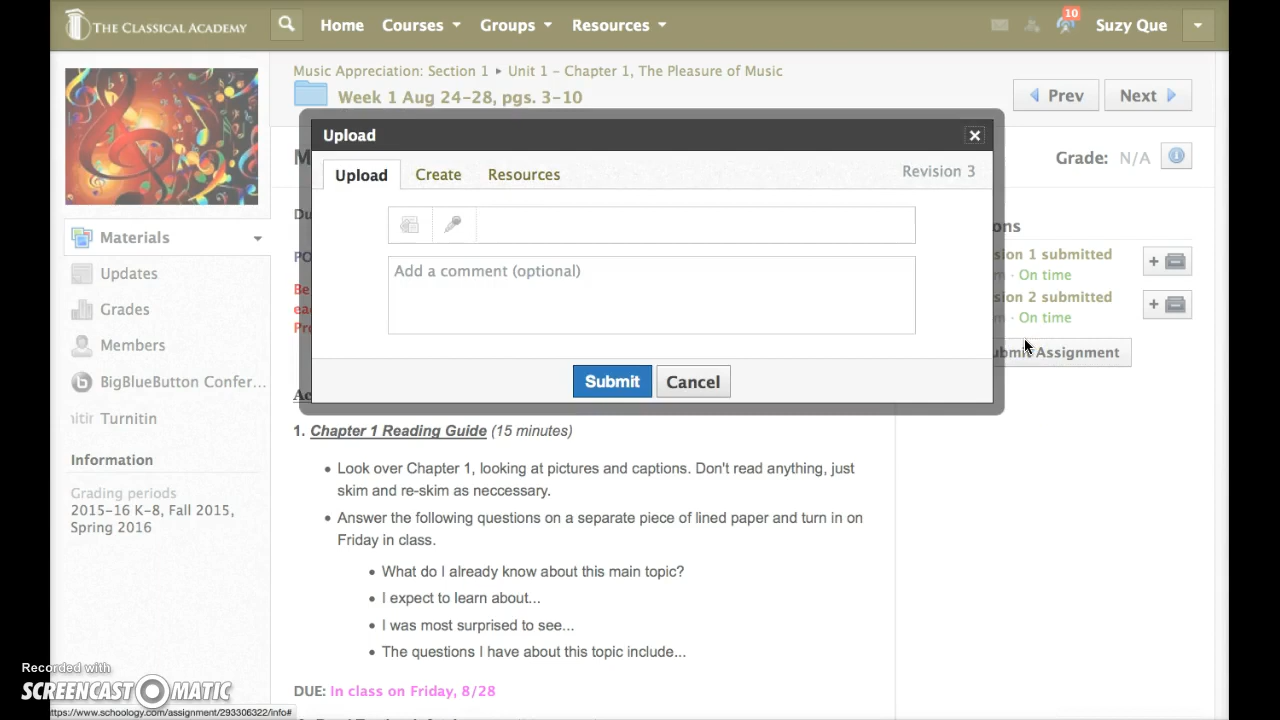 THE CLASSICAL ACADEMY
Home
Courses
Groups
Resources
10
Suzy Que
Music Appreciation: Section 1 ▸ Unit 1 – Chapter 1, The Pleasure of Music
Week 1 Aug 24-28, pgs. 3-10
Prev
Next
Grade: N/A
Upload
Upload
Create
Resources
Revision 3
Add a comment (optional)
Submit
Cancel
On time
On time
Assignment
Materials
Updates
Grades
Members
BigBlueButton Confer...
Turnitin
Information
Grading periods
2015-16 K-8, Fall 2015,
Spring 2016
1. Chapter 1 Reading Guide (15 minutes)
• Look over Chapter 1, looking at pictures and captions. Don't read anything, just
skim and re-skim as neccessary.
• Answer the following questions on a separate piece of lined paper and turn in on
Friday in class.
• What do I already know about this main topic?
• I expect to learn about...
• I was most surprised to see...
• The questions I have about this topic include...
DUE: In class on Friday, 8/28
Recorded with
SCREENCAST-O-MATIC
https://www.schoology.com/assignment/293306322/info#